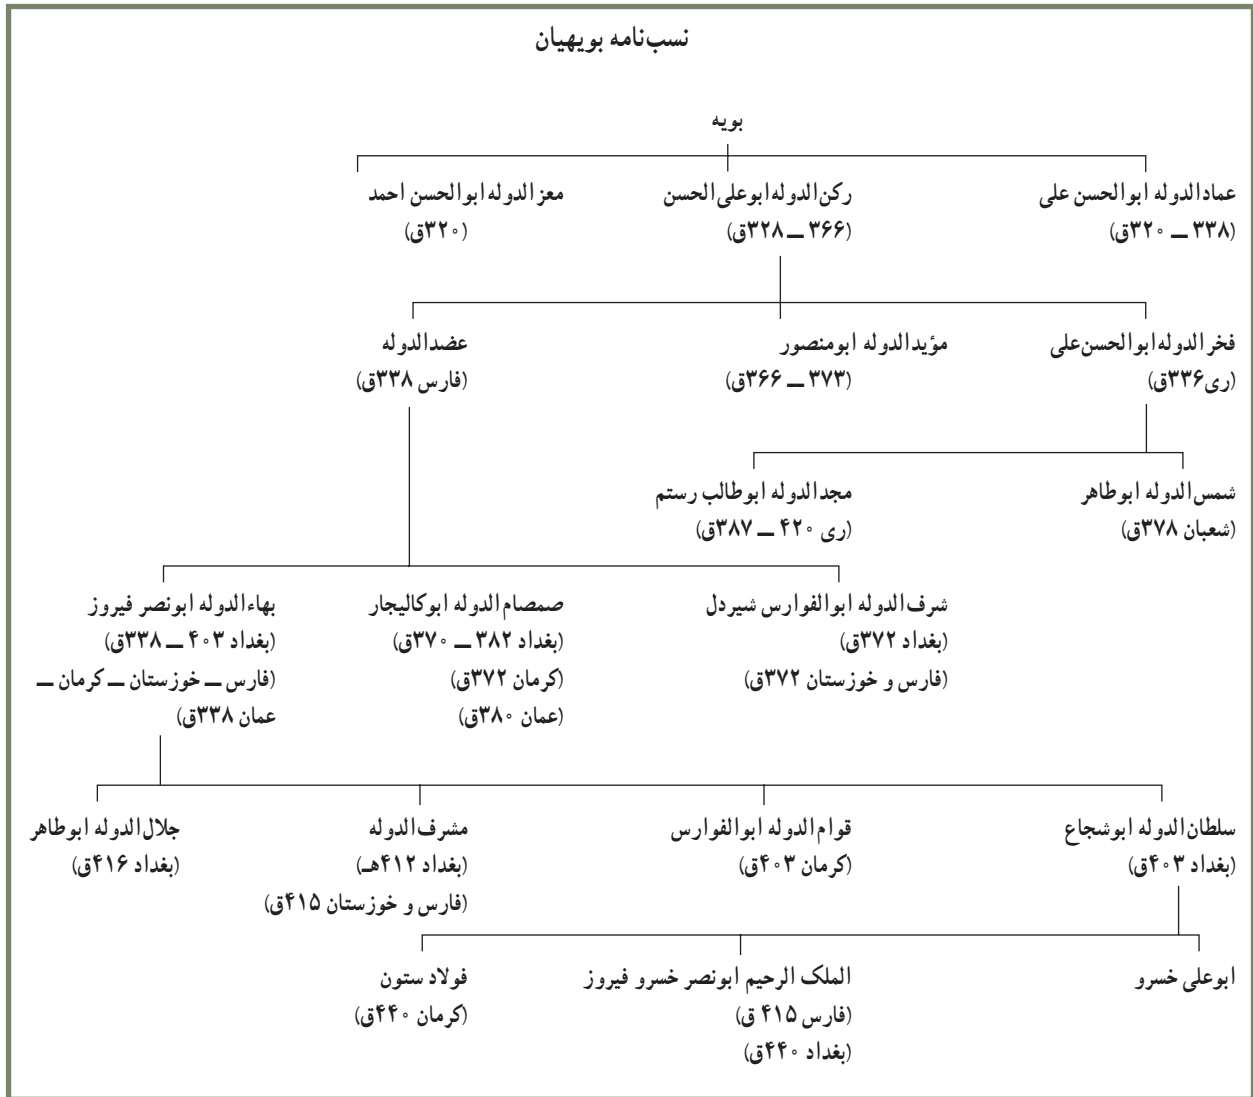 نسب‌نامه بویهیان
بویه
عمادالدوله ابوالحسن علی
(۳۳۸ ــ ۳۲۰ق)
رکن‌الدوله ابوعلی الحسن
(۳۶۶ ــ ۳۲۸ق)
معزالدوله ابوالحسن احمد
(۳۲۰ق)
فخرالدوله ابوالحسن علی
(ری ۳۳۶ق)
مؤیدالدوله ابومنصور
(۳۷۳ ــ ۳۶۶ق)
عضدالدوله
(فارس ۳۳۸ق)
شمس‌الدوله ابوطاهر
(شعبان ۳۷۸ق)
مجدالدوله ابوطالب رستم
(ری ۴۲۰ ــ ۳۸۷ق)
شرف‌الدوله ابوالفوارس شیردل
(بغداد ۳۷۲ق)
(فارس و خوزستان ۳۷۲ق)
صمصام‌الدوله ابوکالیجار
(بغداد ۳۸۲ ــ ۳۷۰ق)
(کرمان ۳۷۲ق)
(عمان ۳۸۰ق)
بهاءالدوله ابونصر فیروز
(بغداد ۴۰۳ ــ ۳۳۸ق)
(فارس ــ خوزستان ــ کرمان ــ
عمان ۳۳۸ق)
سلطان‌الدوله ابوشجاع
(بغداد ۴۰۳ق)
قوام‌الدوله ابوالفوارس
(کرمان ۴۰۳ق)
مشرف‌الدوله
(بغداد ۴۱۲هـ)
(فارس و خوزستان ۴۱۵ق)
جلال‌الدوله ابوطاهر
(بغداد ۴۱۶ق)
ابوعلی خسرو
الملک الرحیم ابونصر خسرو فیروز
(فارس ۴۱۵ ق)
(بغداد ۴۴۰ق)
فولاد ستون
(کرمان ۴۴۰ق)